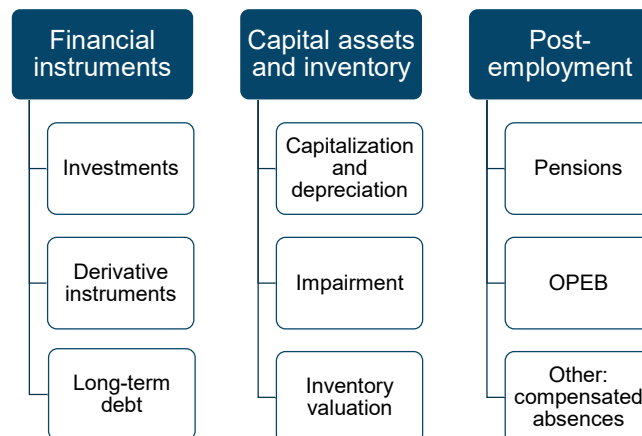 Financial
instruments
Investments
Derivative
instruments
Long-term
debt
Capital assets
and inventory
Capitalization
and
depreciation
Impairment
Inventory
valuation
Post-
employment
Pensions
OPEB
Other:
compensated
absences